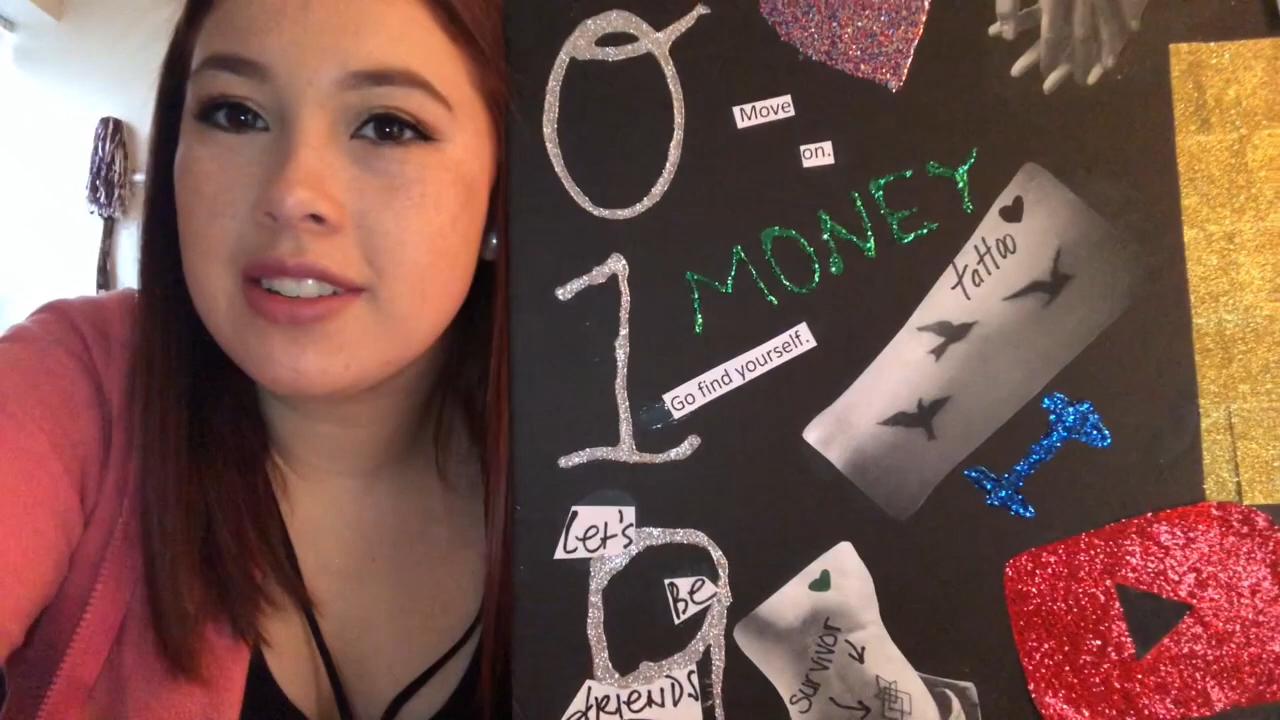 0
Move
on.
MONEY
1
tattoo
Go find yourself.
Let's
9
Be
FRIENDS
Survivor